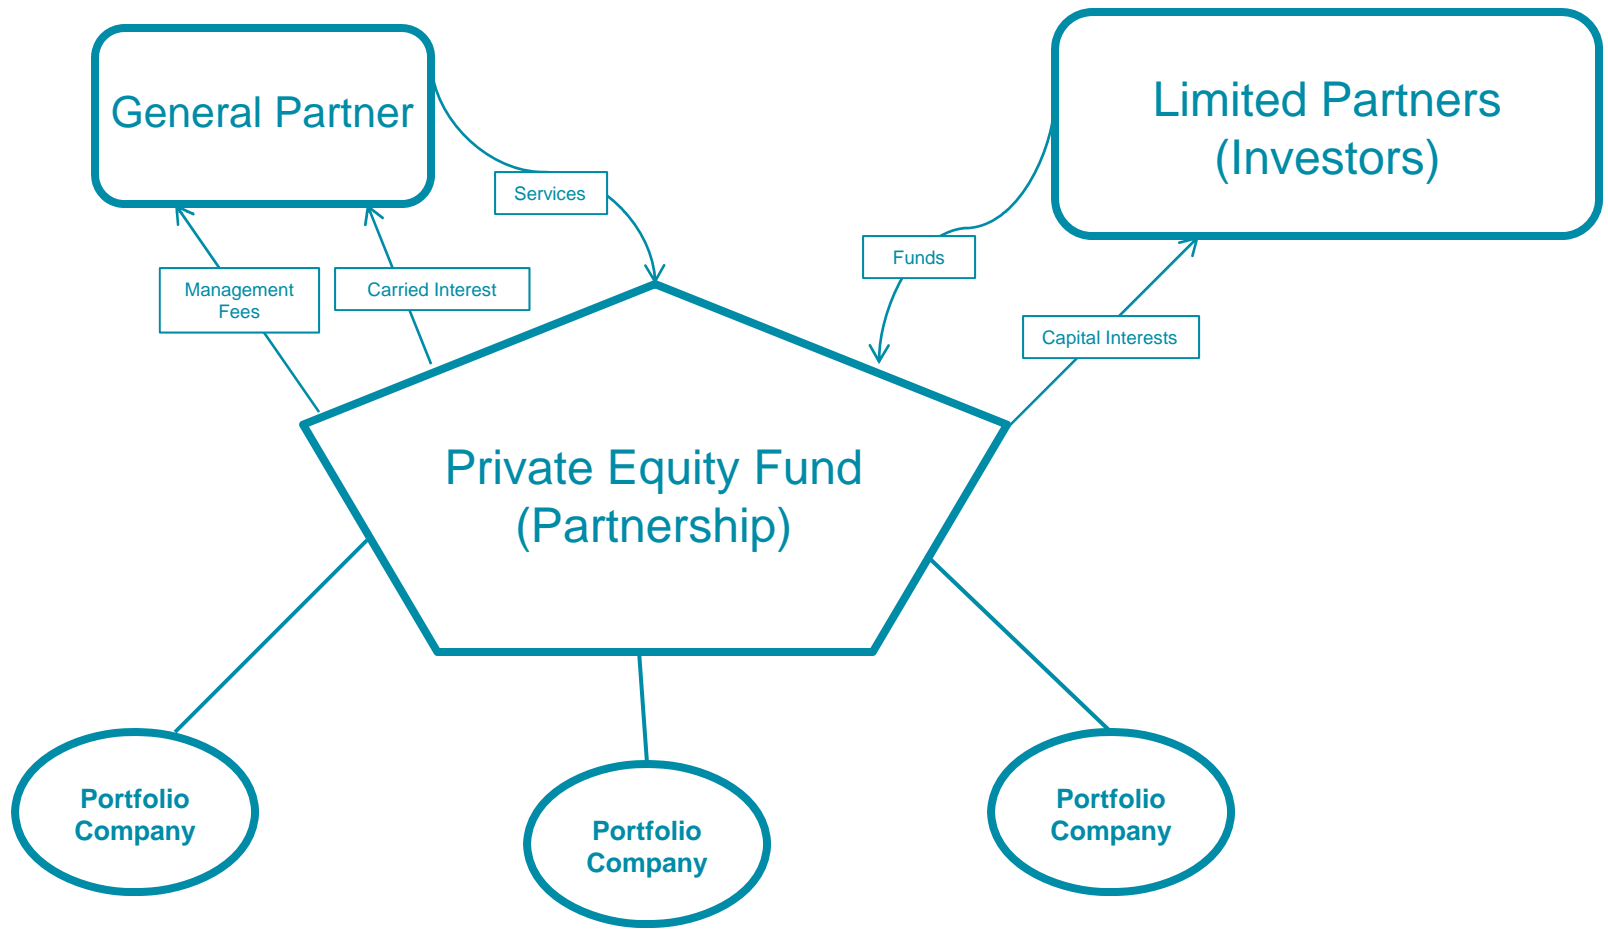 General Partner
Limited Partners
(Investors)
Services
Funds
Management
Fees
Carried Interest
Capital Interests
Private Equity Fund
(Partnership)
Portfolio
Company
Portfolio
Company
Portfolio
Company